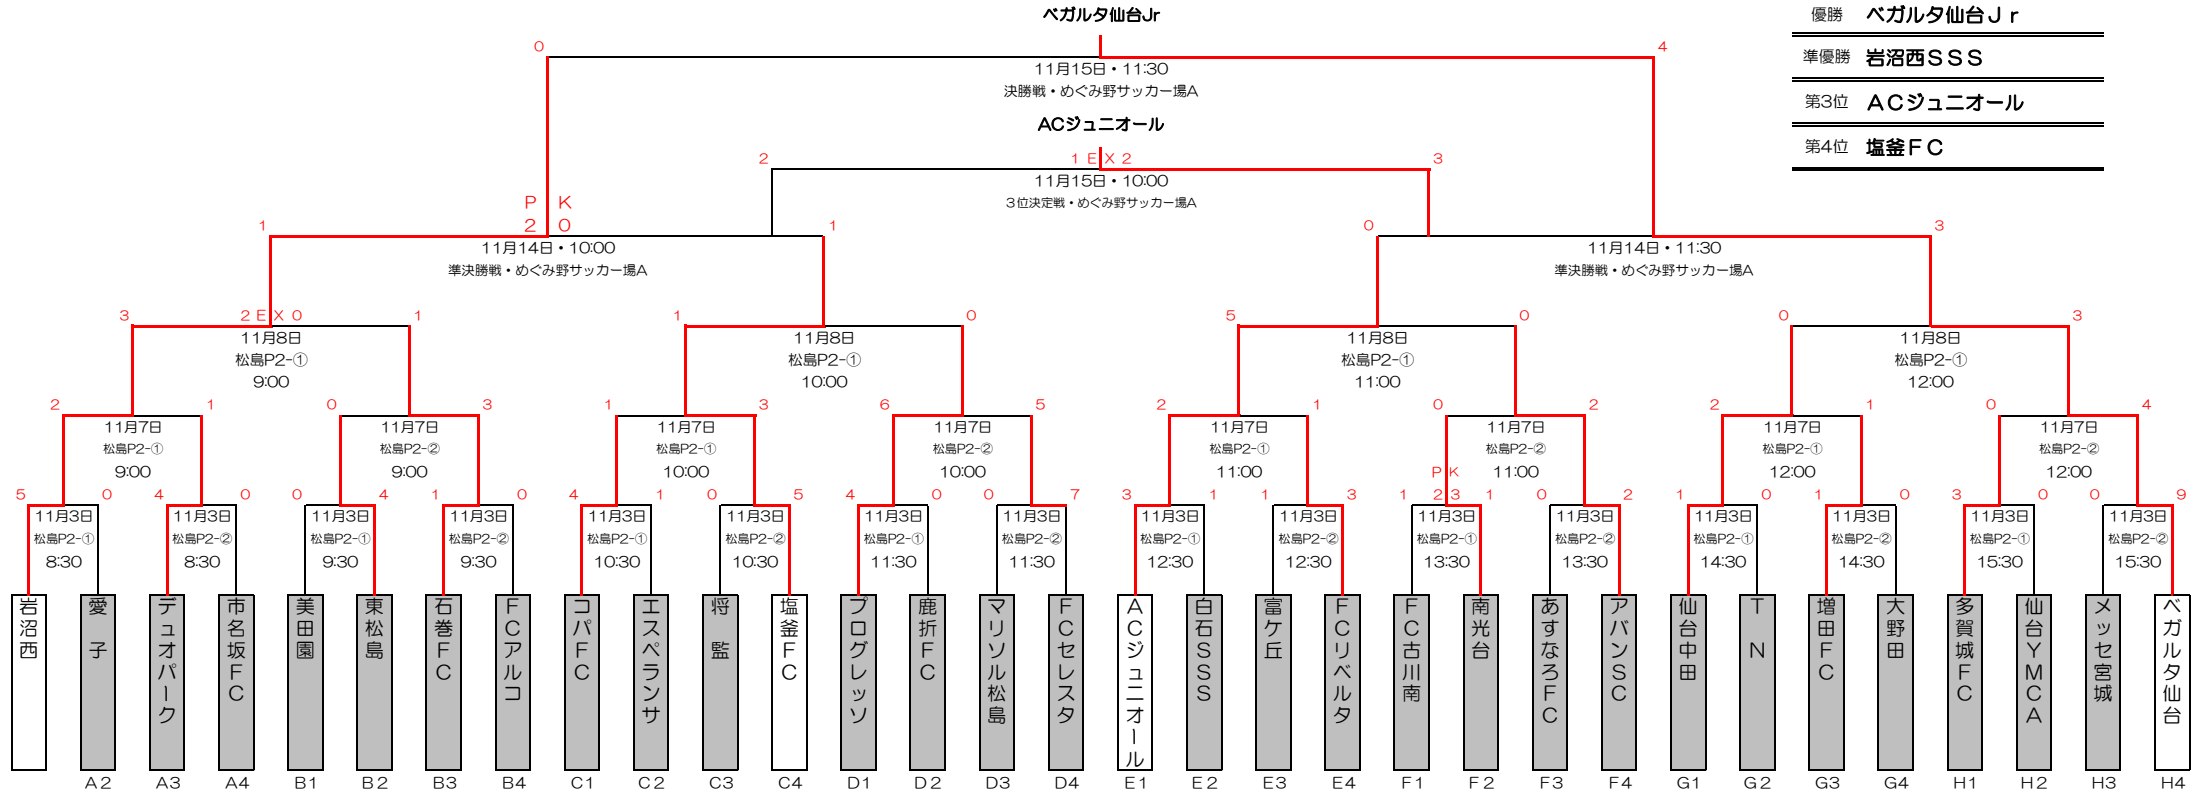 ベガルタ仙台Jr
優勝 ベガルタ仙台Ｊｒ
0 4
準優勝 岩沼西ＳＳＳ
11月15日・11:30
決勝戦・めぐみ野サッカー場A
第3位 ＡＣジュニオール
ACジュニオール
第4位 塩釜ＦＣ
2 1 E X 2 3
11月15日・10:00
３位決定戦・めぐみ野サッカー場A
P K
1 2 0 1 0 3
11月14日・10:00 11月14日・11:30
準決勝戦・めぐみ野サッカー場A 準決勝戦・めぐみ野サッカー場A
3 2 E X 0 1 1 0 5 0 0 3
11月8日 11月8日 11月8日 11月8日
松島P2-① 松島P2-① 松島P2-① 松島P2-①
9:00 10:00 11:00 12:00
2 1 0 3 1 3 6 5 2 1 0 2 2 1 0 4
11月7日 11月7日 11月7日 11月7日 11月7日 11月7日 11月7日 11月7日
松島P2-① 松島P2-② 松島P2-① 松島P2-② 松島P2-① 松島P2-② 松島P2-① 松島P2-②
9:00 9:00 10:00 10:00 11:00 11:00 12:00 12:00
P K
5 0 4 0 0 4 1 0 4 1 0 5 4 0 0 7 3 1 1 3 1 2 3 1 0 2 1 0 1 0 3 0 0 9
11月3日 11月3日 11月3日 11月3日 11月3日 11月3日 11月3日 11月3日 11月3日 11月3日 11月3日 11月3日 11月3日 11月3日 11月3日 11月3日
松島P2-① 松島P2-② 松島P2-① 松島P2-② 松島P2-① 松島P2-② 松島P2-① 松島P2-② 松島P2-① 松島P2-② 松島P2-① 松島P2-② 松島P2-① 松島P2-② 松島P2-① 松島P2-②
8:30 8:30 9:30 9:30 10:30 10:30 11:30 11:30 12:30 12:30 13:30 13:30 14:30 14:30 15:30 15:30
岩沼西
愛子
デュオパーク
市名坂FC
美田園
東松島
石巻FC
FCアルコ
コパFC
エスペランサ
将監
塩釜FC
プログレッソ
鹿折FC
マリソル松島
FCセレスタ
ACジュニオール
白石SSS
富ケ丘
FCリベルタ
FC古川南
南光台
あすなろFC
アバンSC
仙台中田
TN
増田FC
大野田
多賀城FC
仙台YMCA
メッセ宮城
ベガルタ仙台
A2 A3 A4 B1 B2 B3 B4 C1 C2 C3 C4 D1 D2 D3 D4 E1 E2 E3 E4 F1 F2 F3 F4 G1 G2 G3 G4 H1 H2 H3 H4